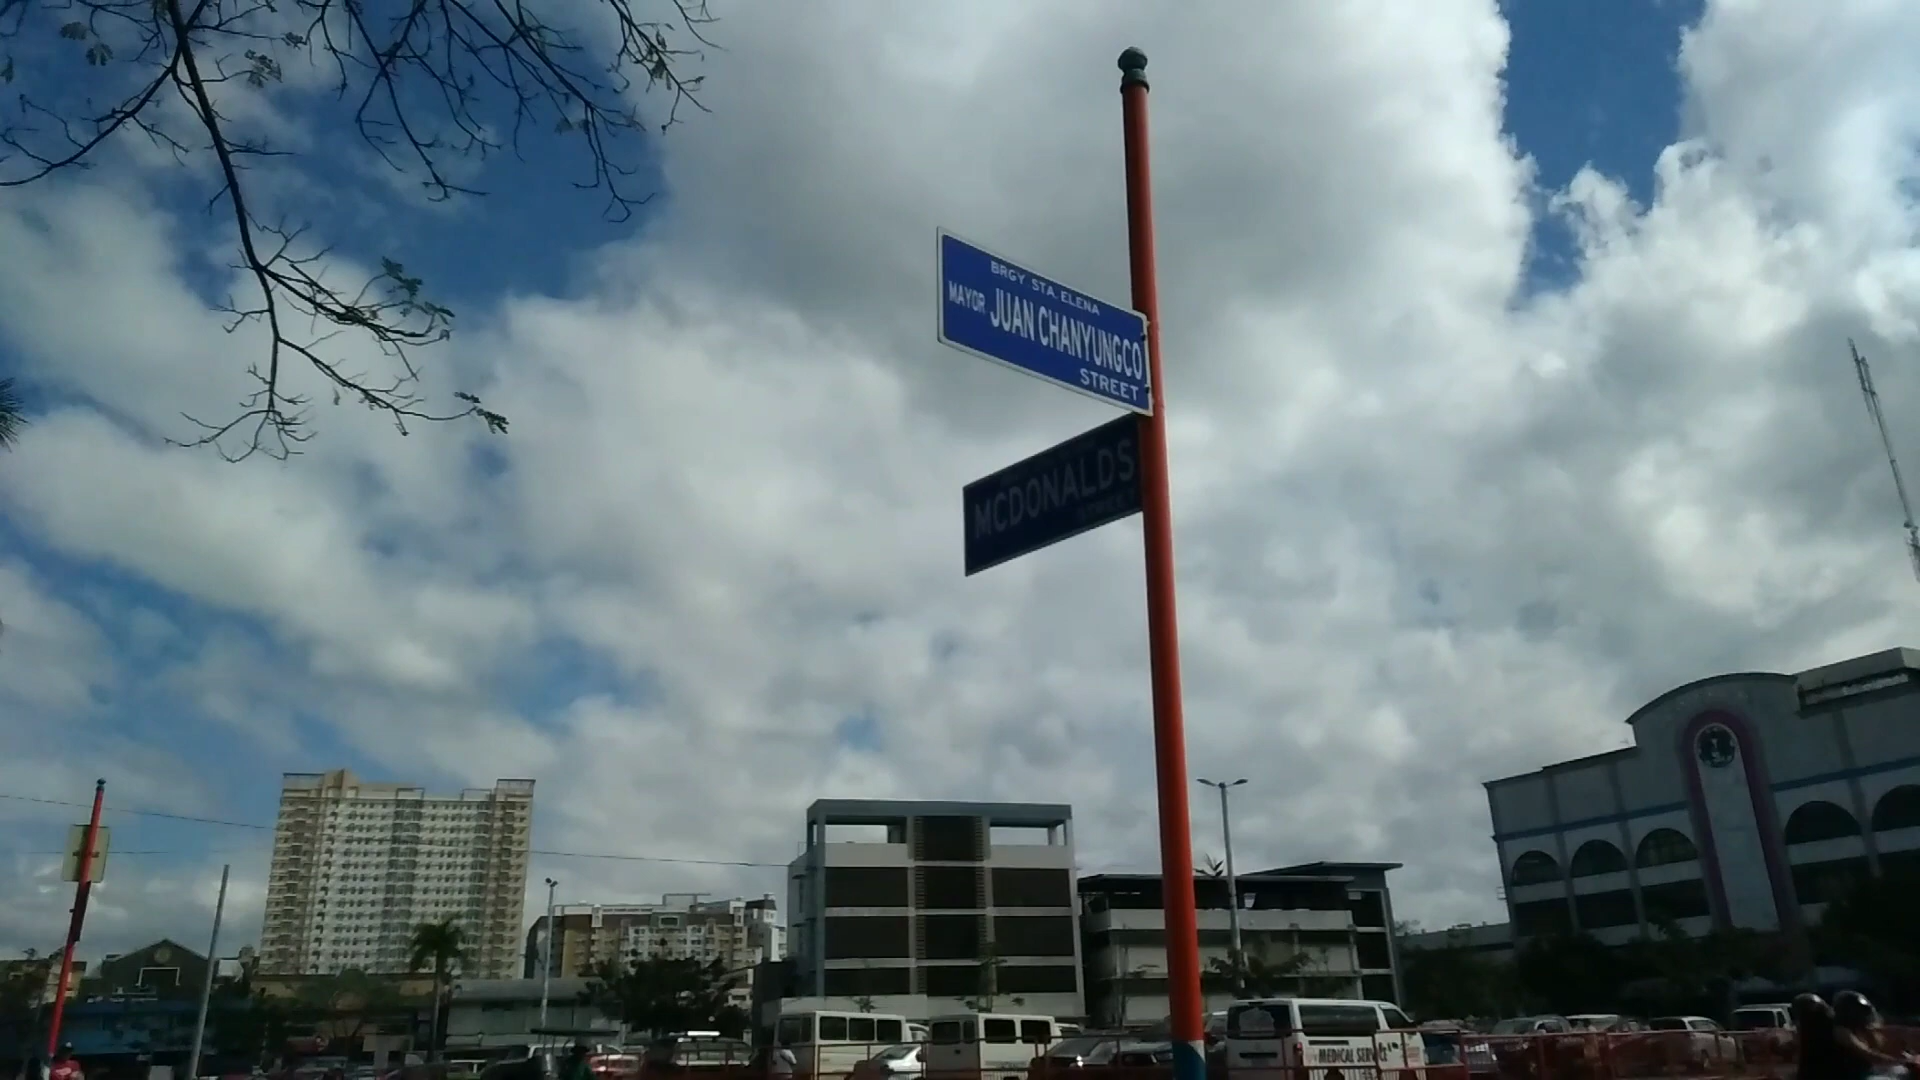 BRGY STA. ELENA
MAYOR JUAN CHANYUNGCO
STREET
MCDONALDS
STREET
MEDICAL SERVICE